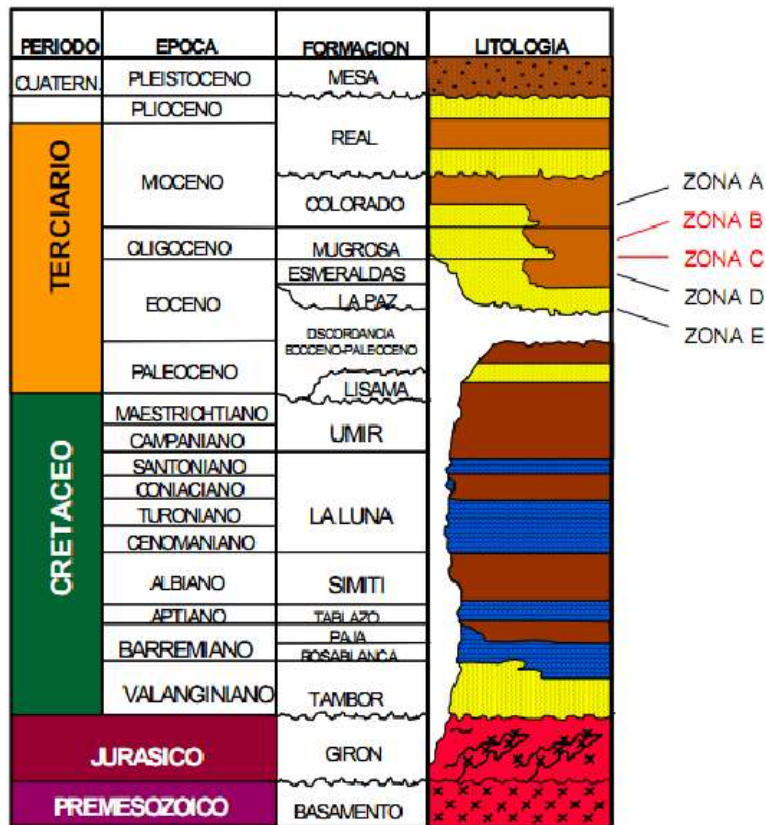 PERIODO EPOCA FORMACION LITOLOGIA
CUATERN. PLEISTOCENO MESA
PLIOCENO
REAL
TERCIARIO
MIOCENO
COLORADO
ZONA A
ZONA B
OLIGOCENO MUGROSA
ZONA C
ESMERALDAS
ZONA D
EOCENO
LA PAZ
ZONA E
DISCORDANCIA
EOCOENO-PALEOCENO
PALEOCENO
LISAMA
CRETACEO
MAESTRICHTIANO
UMIR
CAMPANIANO
SANTONIANO
CONIACIANO
TURONIANO
LA LUNA
CENOMANIANO
ALBIANO SIMITI
APTIANO TABLAZO
PAJA
BARREMIANO
ROSABLANCA
VALANGINIANO TAMBOR
JURASICO GIRON
PREMESOZOICO BASAMENTO